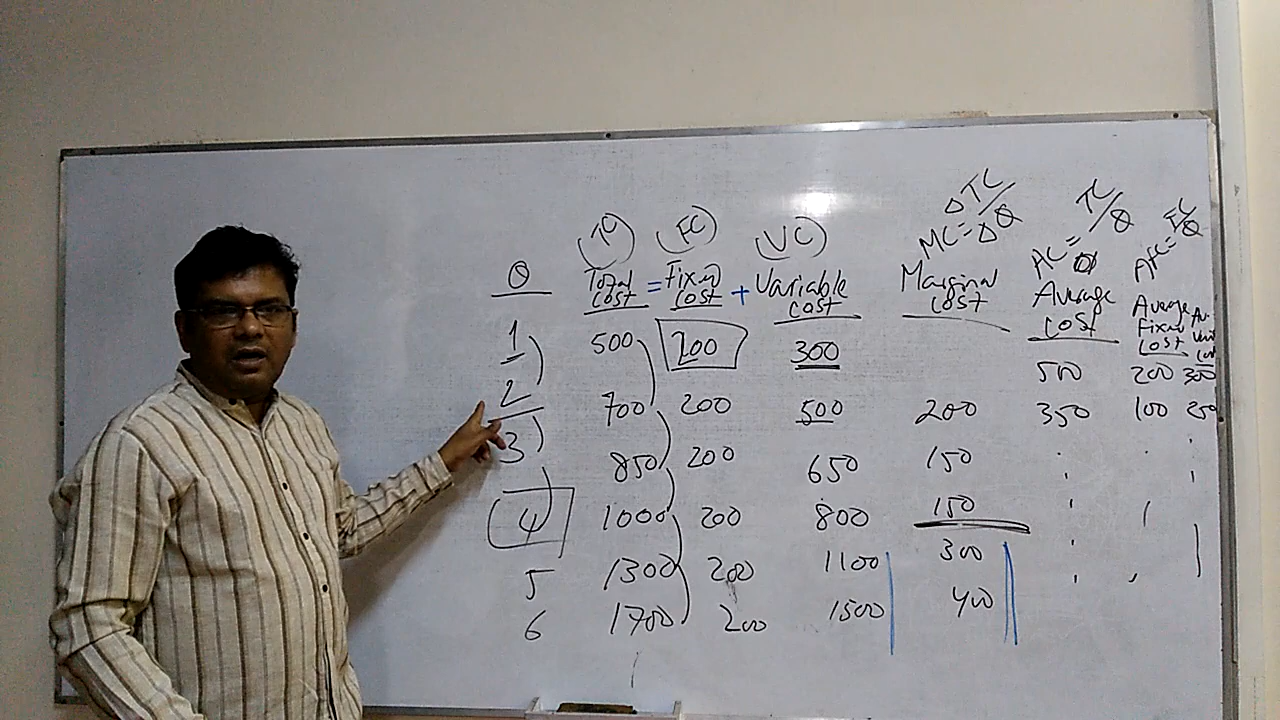 (TC) (FC) (VC) MC = ΔTC/ΔQ AC = TC/Q AFC = FC/Q
Q Total Cost = Fixed Cost + Variable Cost Marginal Cost Average Cost Average Fixed Cost
1 500 200 300 500 200 300
2 700 200 500 200 350 100 250
3 850 200 650 150
4 1000 200 800 150
5 1300 200 1100 300
6 1700 200 1500 400